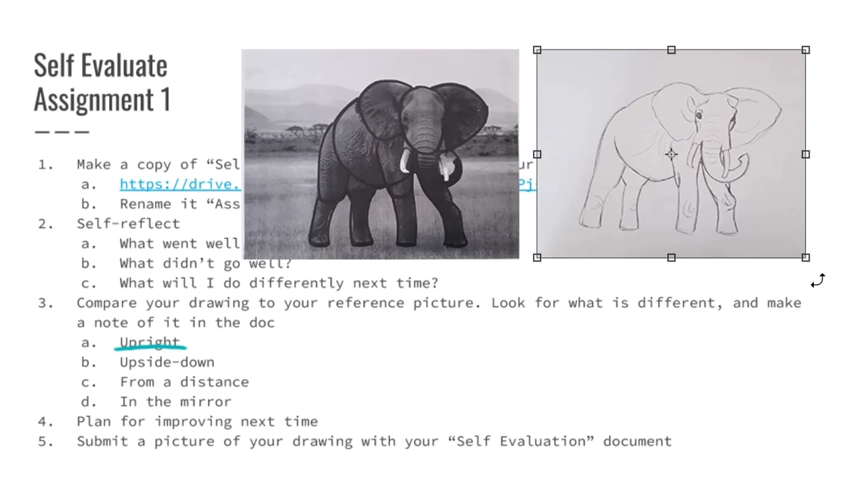 Self Evaluate
Assignment 1
1. Make a copy of “Sel ur
a. https://drive. Pj
b. Rename it “Ass
2. Self-reflect
a. What went well
b. What didn’t go well?
c. What will I do differently next time?
3. Compare your drawing to your reference picture. Look for what is different, and make
a note of it in the doc
a. Upright
b. Upside-down
c. From a distance
d. In the mirror
4. Plan for improving next time
5. Submit a picture of your drawing with your “Self Evaluation” document